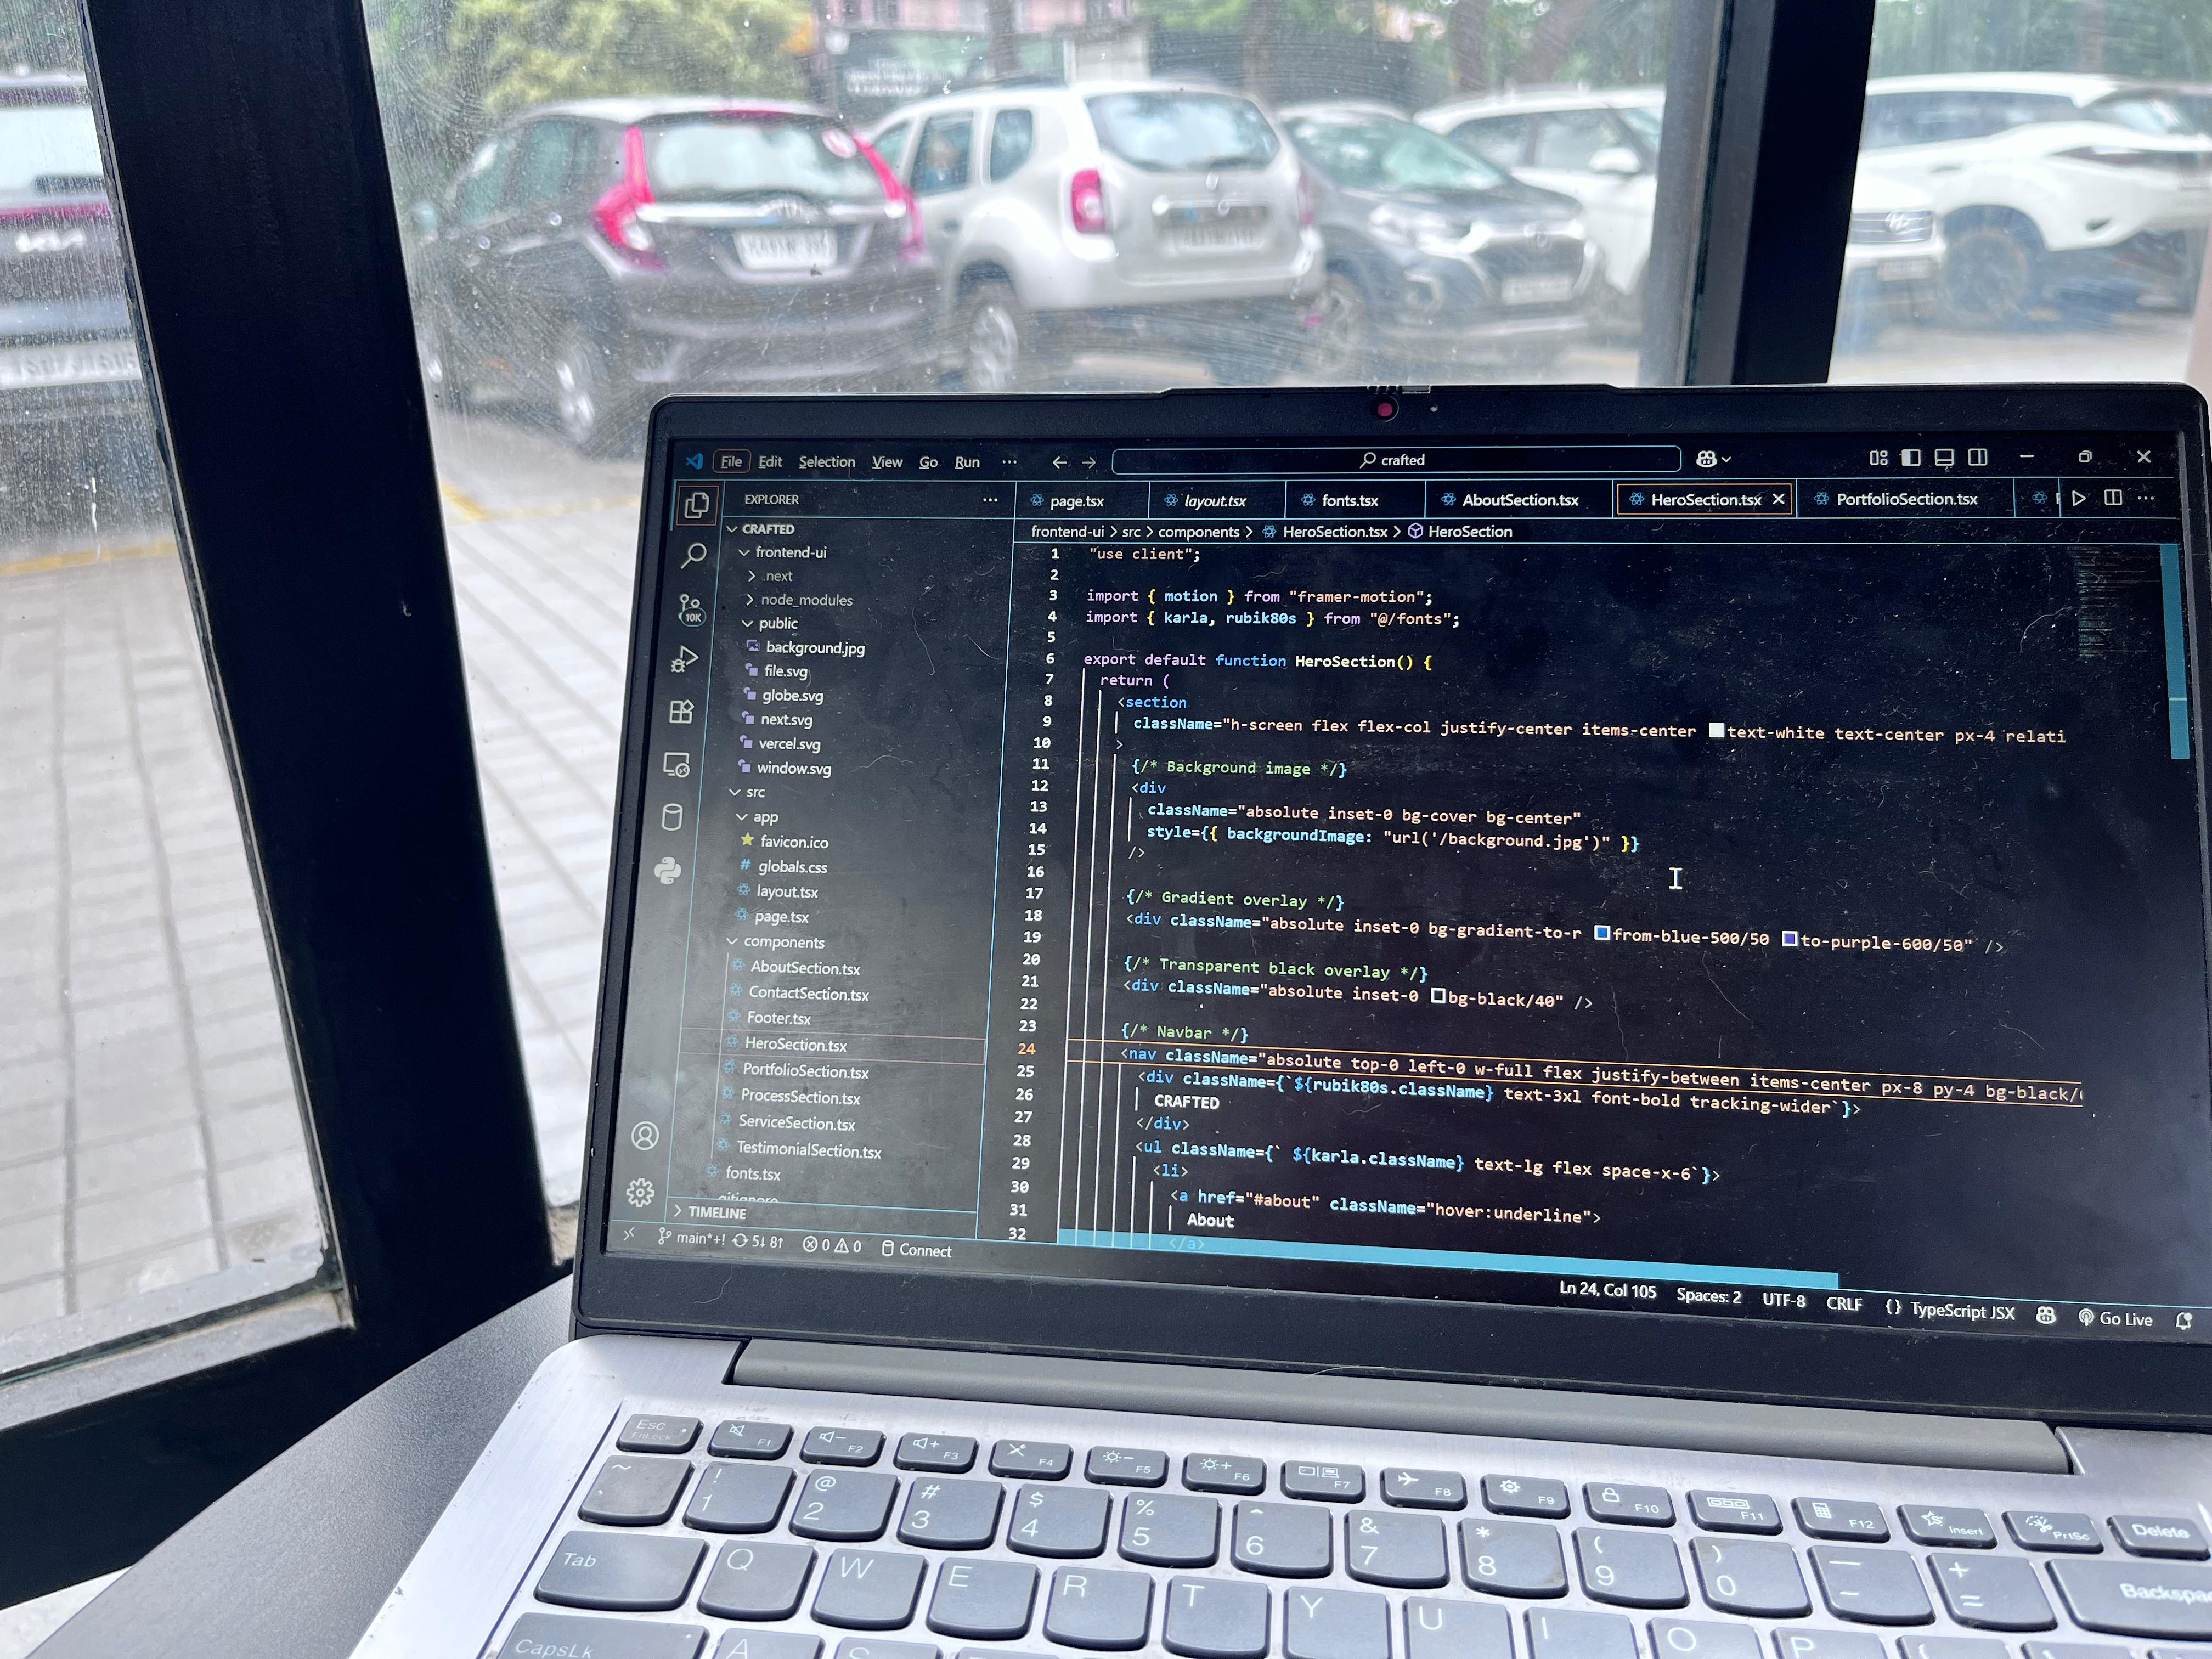 File Edit Selection View Go Run ··· crafted
EXPLORER ···
page.tsx layout.tsx fonts.tsx AboutSection.tsx HeroSection.tsx PortfolioSection.tsx
CRAFTED
frontend-ui
.next
node_modules
public
background.jpg
file.svg
globe.svg
next.svg
vercel.svg
window.svg
src
app
favicon.ico
globals.css
layout.tsx
page.tsx
components
AboutSection.tsx
ContactSection.tsx
Footer.tsx
HeroSection.tsx
PortfolioSection.tsx
ProcessSection.tsx
ServiceSection.tsx
TestimonialSection.tsx
fonts.tsx
.gitignore
TIMELINE
10K
frontend-ui > src > components > HeroSection.tsx > HeroSection
1 "use client";
2
3 import { motion } from "framer-motion";
4 import { karla, rubik80s } from "@/fonts";
5
6 export default function HeroSection() {
7 return (
8 <section
9 className="h-screen flex flex-col justify-center items-center text-white text-center px-4 relati
10 >
11 {/* Background image */}
12 <div
13 className="absolute inset-0 bg-cover bg-center"
14 style={{ backgroundImage: "url('/background.jpg')" }}
15 />
16
17 {/* Gradient overlay */}
18 <div className="absolute inset-0 bg-gradient-to-r from-blue-500/50 to-purple-600/50" />
19
20 {/* Transparent black overlay */}
21 <div className="absolute inset-0 bg-black/40" />
22
23 {/* Navbar */}
24 <nav className="absolute top-0 left-0 w-full flex justify-between items-center px-8 py-4 bg-black/
25 <div className={`${rubik80s.className} text-3xl font-bold tracking-wider`}>
26 CRAFTED
27 </div>
28 <ul className={` ${karla.className} text-lg flex space-x-6`}>
29 <li>
30 <a href="#about" className="hover:underline">
31 About
32 </a>
main*+! 5↓ 8↑ 0 0 Connect
Ln 24, Col 105 Spaces: 2 UTF-8 CRLF {} TypeScript JSX Go Live
Esc F1 F2 F3 F4 F5 F6 F7 F8 F9 F10 F11 F12 Insert PrtSc Delete
FnLock
~ ! @ # $ % ^ & * ( ) — +
` 1 2 3 4 5 6 7 8 9 0 - = Backspa
Tab Q W E R T Y U I O P {
CapsLk A S